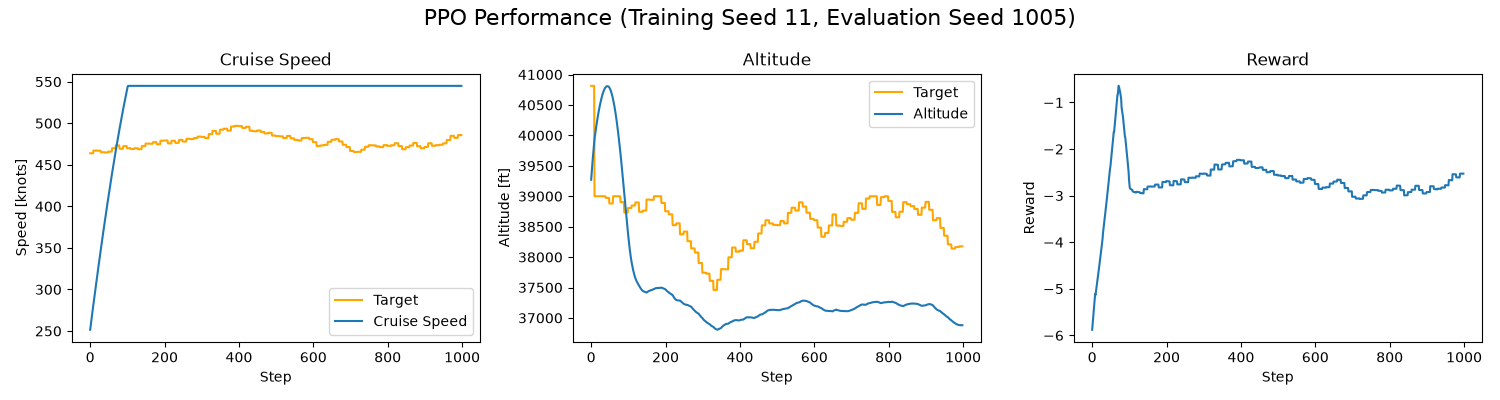 PPO Performance (Training Seed 11, Evaluation Seed 1005)
Cruise Speed
Speed [knots]
550
500
450
400
350
300
250
Target
Cruise Speed
0 200 400 600 800 1000
Step
Altitude
Altitude [ft]
41000
40500
40000
39500
39000
38500
38000
37500
37000
Target
Altitude
0 200 400 600 800 1000
Step
Reward
Reward
−1
−2
−3
−4
−5
−6
0 200 400 600 800 1000
Step